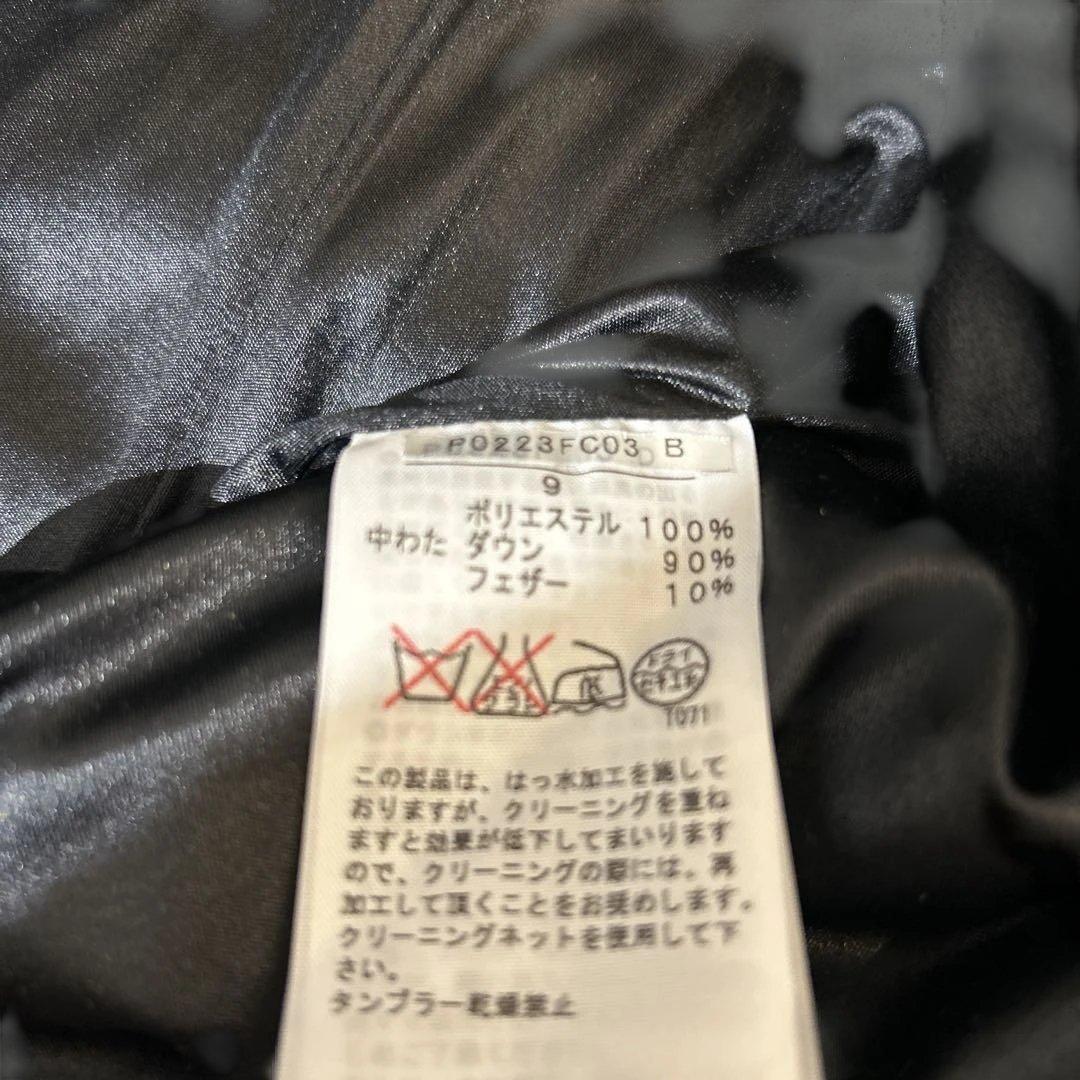 P0223FC03 B
9
ポリエステル 100%
中わた ダウン 90%
フェザー 10%
ドライ
セキユ系
1071
この製品は、はっ水加工を施して
おりますが、クリーニングを重ね
ますと効果が低下してまいります
ので、クリーニングの際には、再
加工して頂くことをお奨めします。
クリーニングネットを使用して下
さい。
タンブラー乾燥禁止